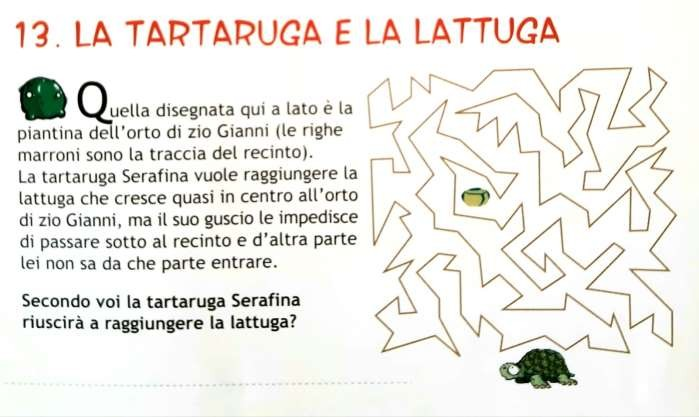 13. LA TARTARUGA E LA LATTUGA
Quella disegnata qui a lato è la
piantina dell'orto di zio Gianni (le righe
marroni sono la traccia del recinto).
La tartaruga Serafina vuole raggiungere la
lattuga che cresce quasi in centro all'orto
di zio Gianni, ma il suo guscio le impedisce
di passare sotto al recinto e d'altra parte
lei non sa da che parte entrare.
Secondo voi la tartaruga Serafina
riuscirà a raggiungere la lattuga?